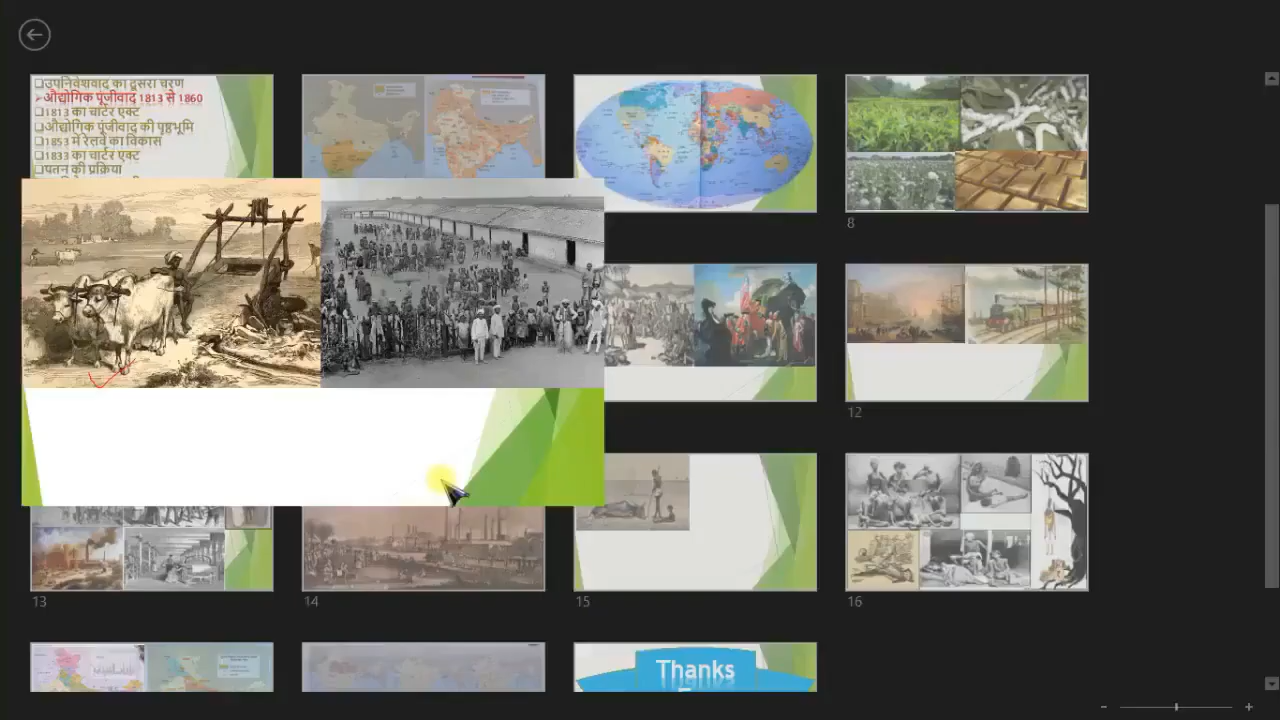 ❑उपनिवेशवाद का दूसरा चरण
➢औद्योगिक पूंजीवाद 1813 से 1860
❑1813 का चार्टर एक्ट
❑औद्योगिक पूंजीवाद की पृष्ठभूमि
❑1853 में रेलवे का विकास
❑1833 का चार्टर एक्ट
❑पतन की प्रक्रिया
8
12
13
14
15
16
Thanks